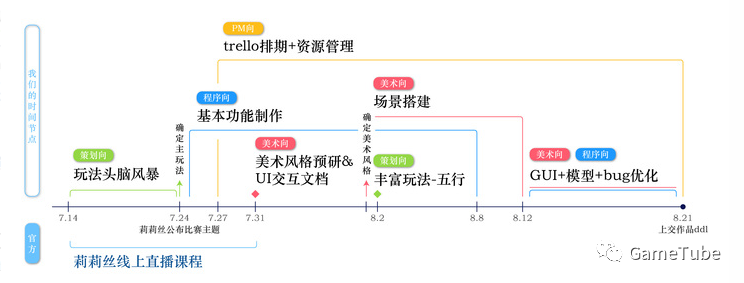 PM向
trello排期+资源管理
美术向
场景搭建
程序向
基本功能制作
我们的时间节点
确定主玩法
确定美术风格
策划向
玩法头脑风暴
美术向
美术风格预研&
UI交互文档
策划向
丰富玩法-五行
美术向
程序向
GUI+模型+bug优化
7.14
7.24
7.27
7.31
8.2
8.8
8.12
8.21
莉莉丝公布比赛主题
上交作品ddl
官方
莉莉丝线上直播课程
GameTube